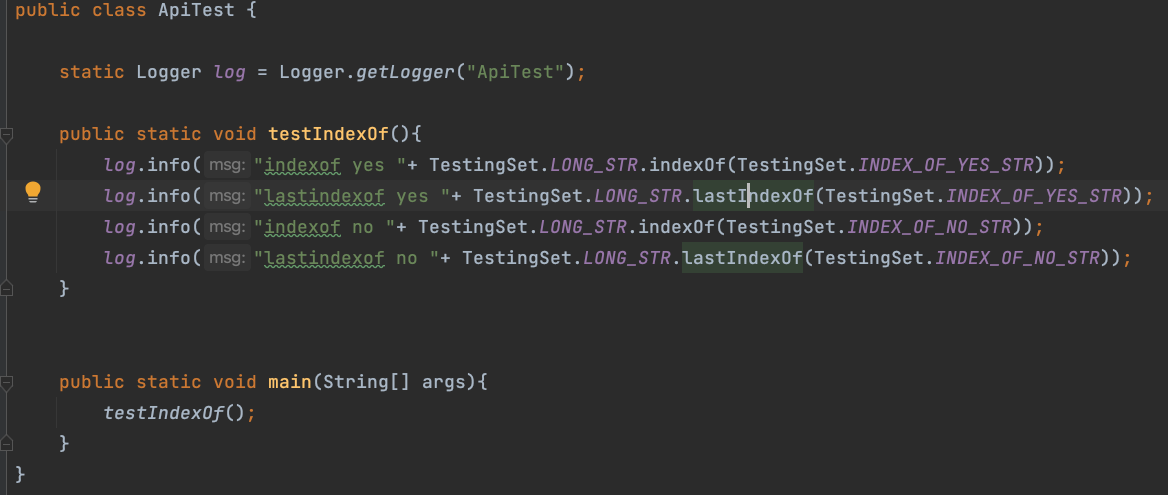 public class ApiTest {
static Logger log = Logger.getLogger("ApiTest");
public static void testIndexOf(){
log.info( msg: "indexof yes "+ TestingSet.LONG_STR.indexOf(TestingSet.INDEX_OF_YES_STR));
log.info( msg: "lastindexof yes "+ TestingSet.LONG_STR.lastIndexOf(TestingSet.INDEX_OF_YES_STR));
log.info( msg: "indexof no "+ TestingSet.LONG_STR.indexOf(TestingSet.INDEX_OF_NO_STR));
log.info( msg: "lastindexof no "+ TestingSet.LONG_STR.lastIndexOf(TestingSet.INDEX_OF_NO_STR));
}
public static void main(String[] args){
testIndexOf();
}
}